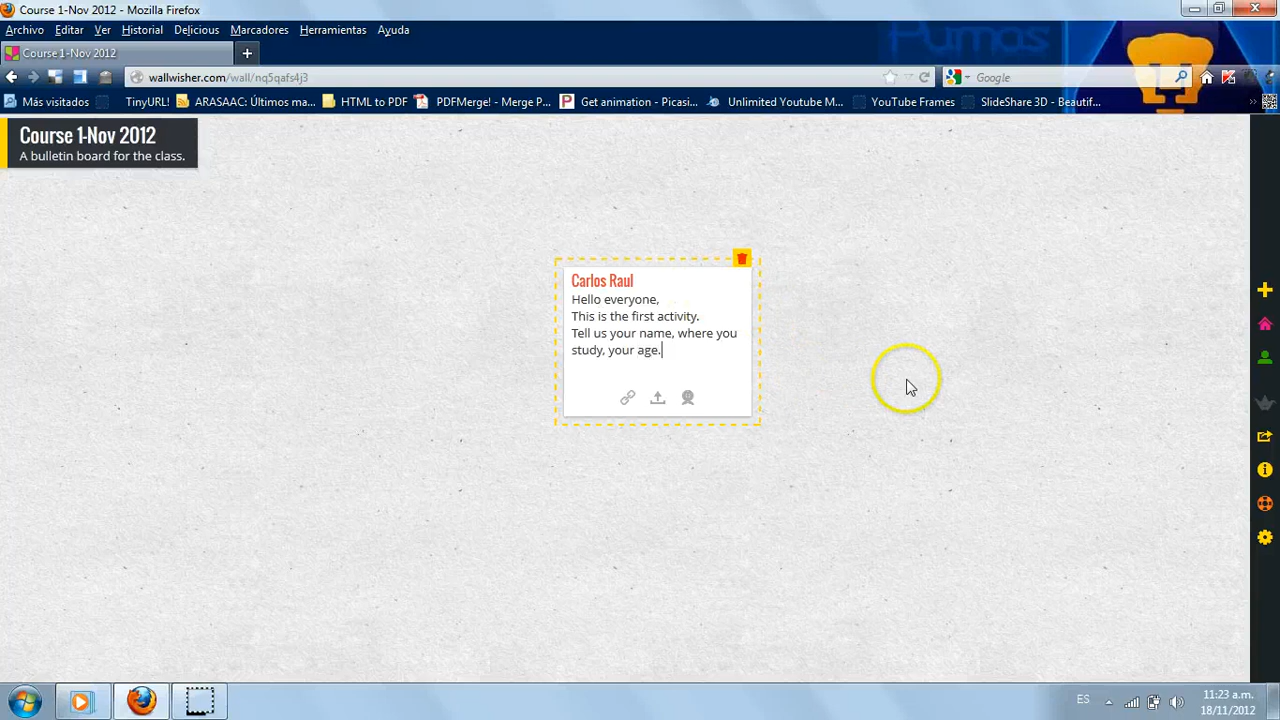 Course 1-Nov 2012 - Mozilla Firefox
Archivo Editar Ver Historial Delicious Marcadores Herramientas Ayuda
Pumas
Course 1-Nov 2012
wallwisher.com/wall/nq5qafs4j3
Google
Más visitados TinyURL! ARASAAC: Últimos ma... HTML to PDF PDFMerge! - Merge P... Get animation - Picasi... Unlimited Youtube M... YouTube Frames SlideShare 3D - Beautif...
Course 1-Nov 2012
A bulletin board for the class.
Carlos Raul
Hello everyone,
This is the first activity.
Tell us your name, where you
study, your age.
ES
11:23 a.m.
18/11/2012